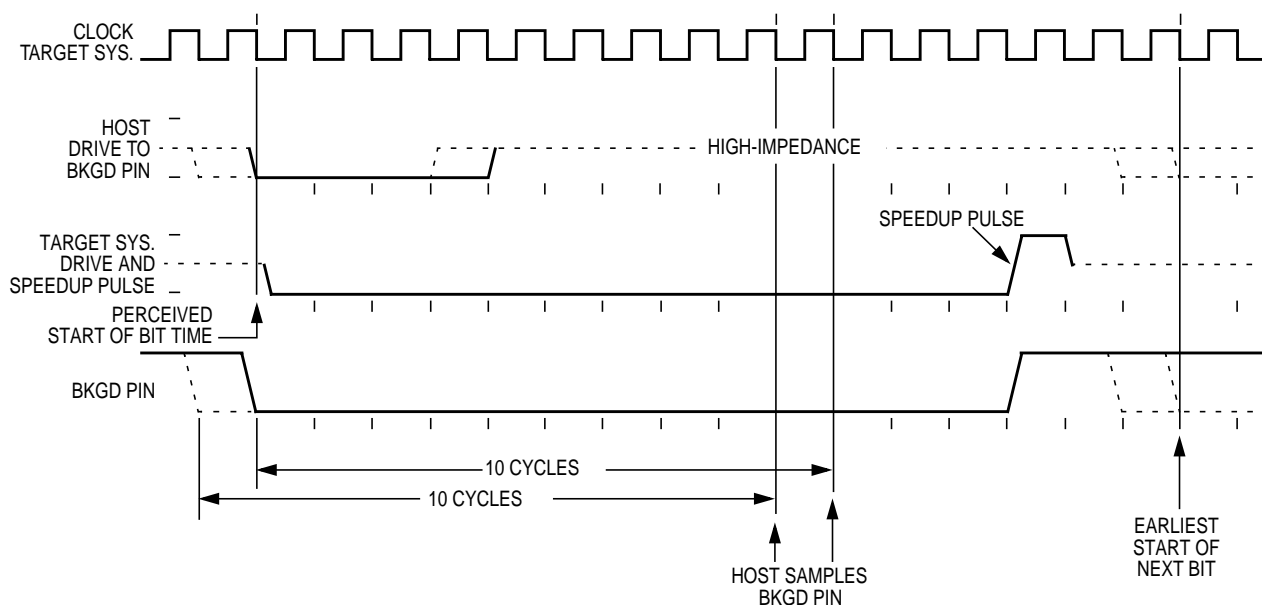 CLOCK
TARGET SYS.
HOST
DRIVE TO
BKGD PIN
HIGH-IMPEDANCE
SPEEDUP PULSE
TARGET SYS.
DRIVE AND
SPEEDUP PULSE
PERCEIVED
START OF BIT TIME
BKGD PIN
10 CYCLES
10 CYCLES
HOST SAMPLES
BKGD PIN
EARLIEST
START OF
NEXT BIT